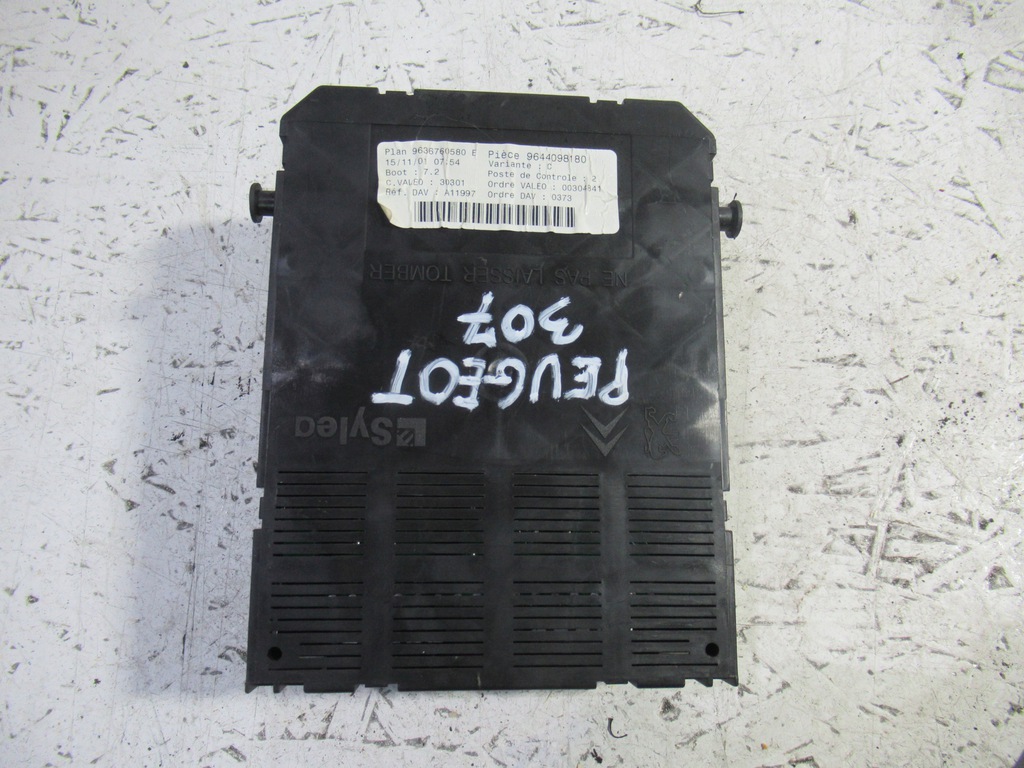 Plan 9636760580 E Pièce 9644098180
15/11/01 07:54 Variante : C
Boot : 7.2 Poste de Controle : 2
C.VALEO : 30301 Ordre VALEO : 00304841
Réf. DAV : A11997 Ordre DAV : 0373
NE PAS LAISSER TOMBER
PEUGEOT
307
Sylea